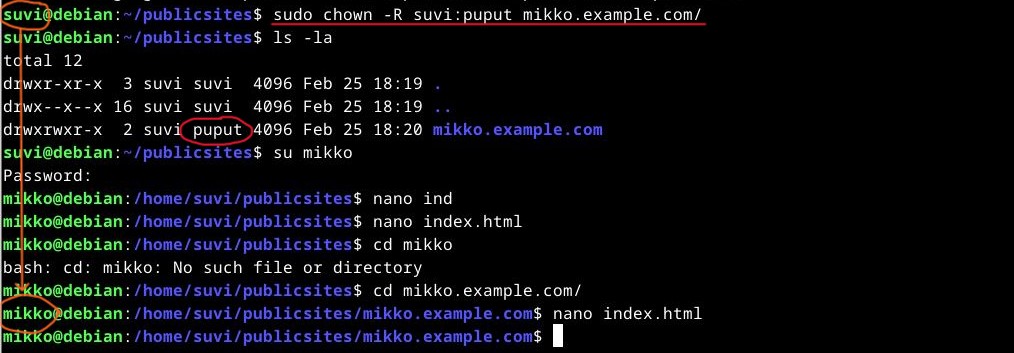 suvi@debian:~/publicsites$ sudo chown -R suvi:puput mikko.example.com/
suvi@debian:~/publicsites$ ls -la
total 12
drwxr-xr-x  3 suvi suvi  4096 Feb 25 18:19 .
drwx--x--x 16 suvi suvi  4096 Feb 25 18:19 ..
drwxrwxr-x  2 suvi puput 4096 Feb 25 18:20 mikko.example.com
suvi@debian:~/publicsites$ su mikko
Password:
mikko@debian:/home/suvi/publicsites$ nano ind
mikko@debian:/home/suvi/publicsites$ nano index.html
mikko@debian:/home/suvi/publicsites$ cd mikko
bash: cd: mikko: No such file or directory
mikko@debian:/home/suvi/publicsites$ cd mikko.example.com/
mikko@debian:/home/suvi/publicsites/mikko.example.com$ nano index.html
mikko@debian:/home/suvi/publicsites/mikko.example.com$